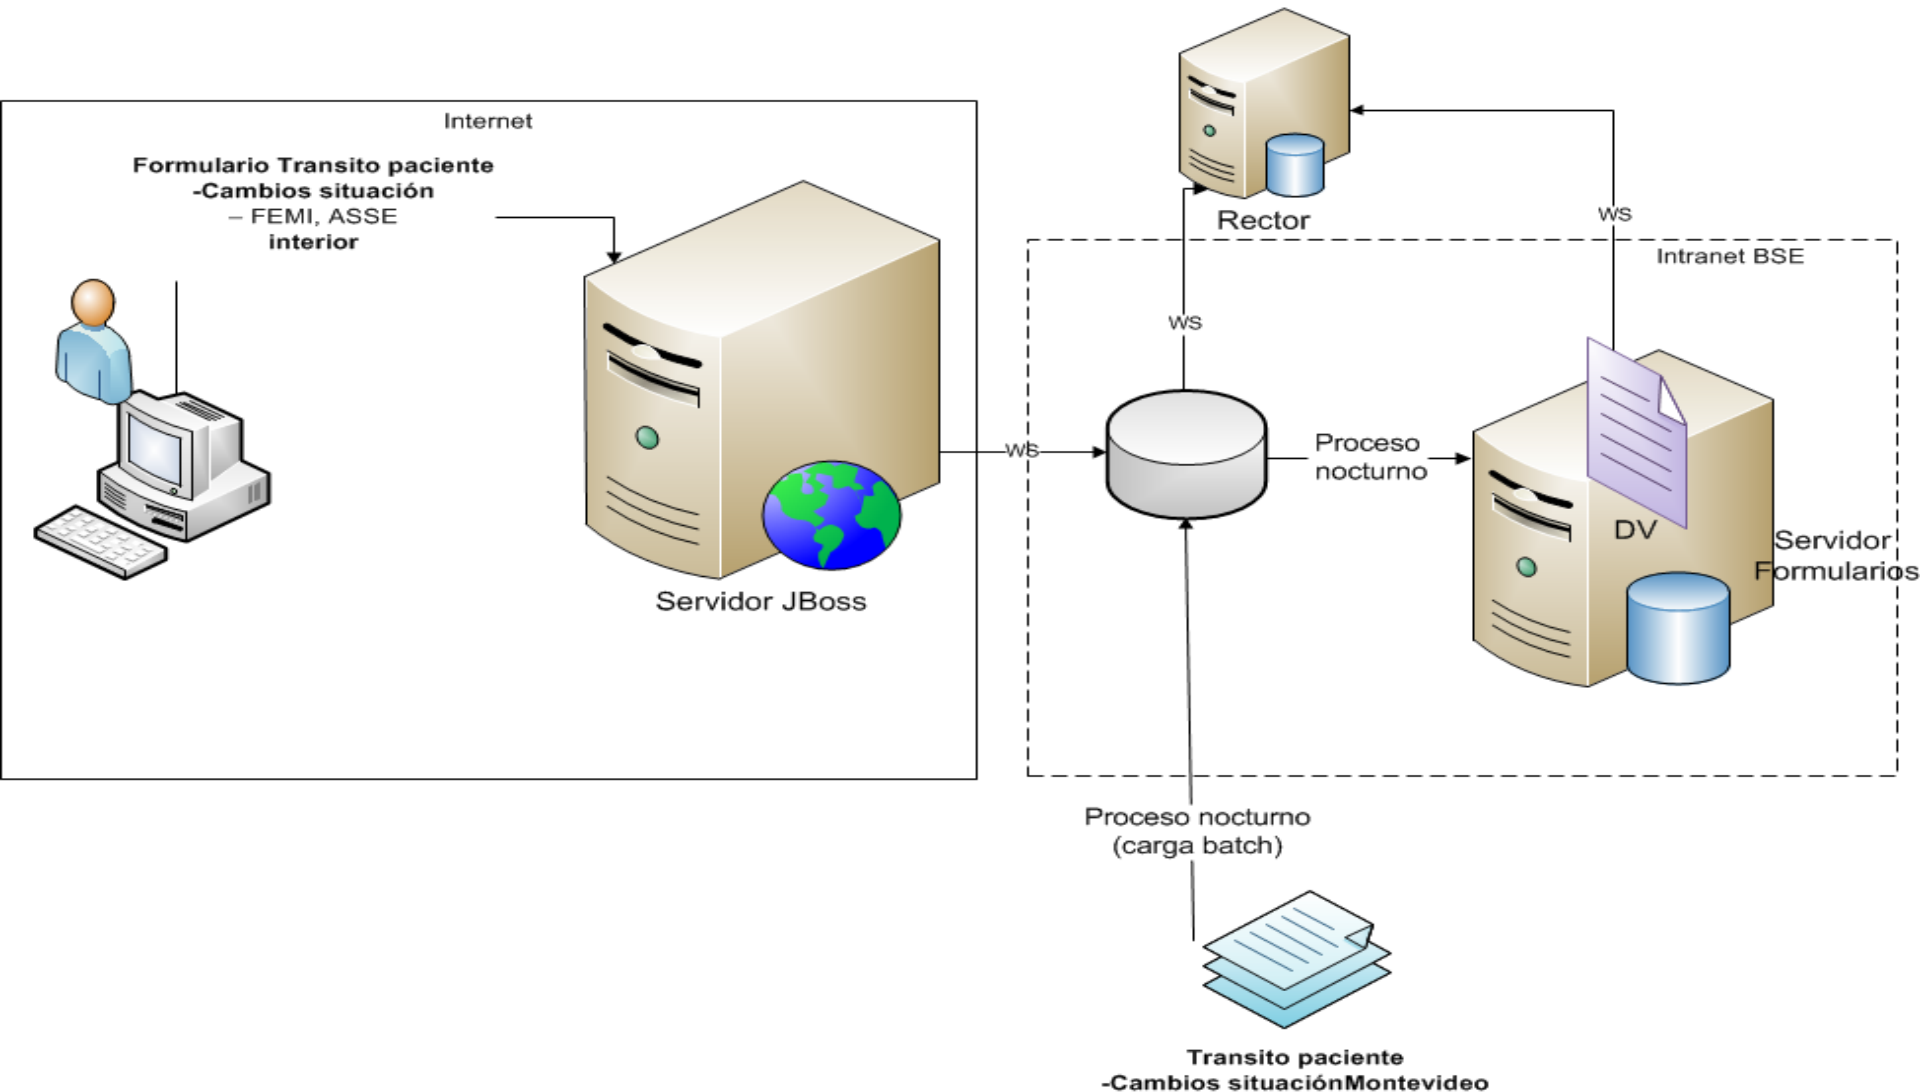 Internet
Formulario Transito paciente
-Cambios situación
– FEMI, ASSE
interior
Servidor JBoss
WS
Rector
WS
WS
Intranet BSE
Proceso
nocturno
DV
Servidor
Formularios
Proceso nocturno
(carga batch)
Transito paciente
-Cambios situaciónMontevideo